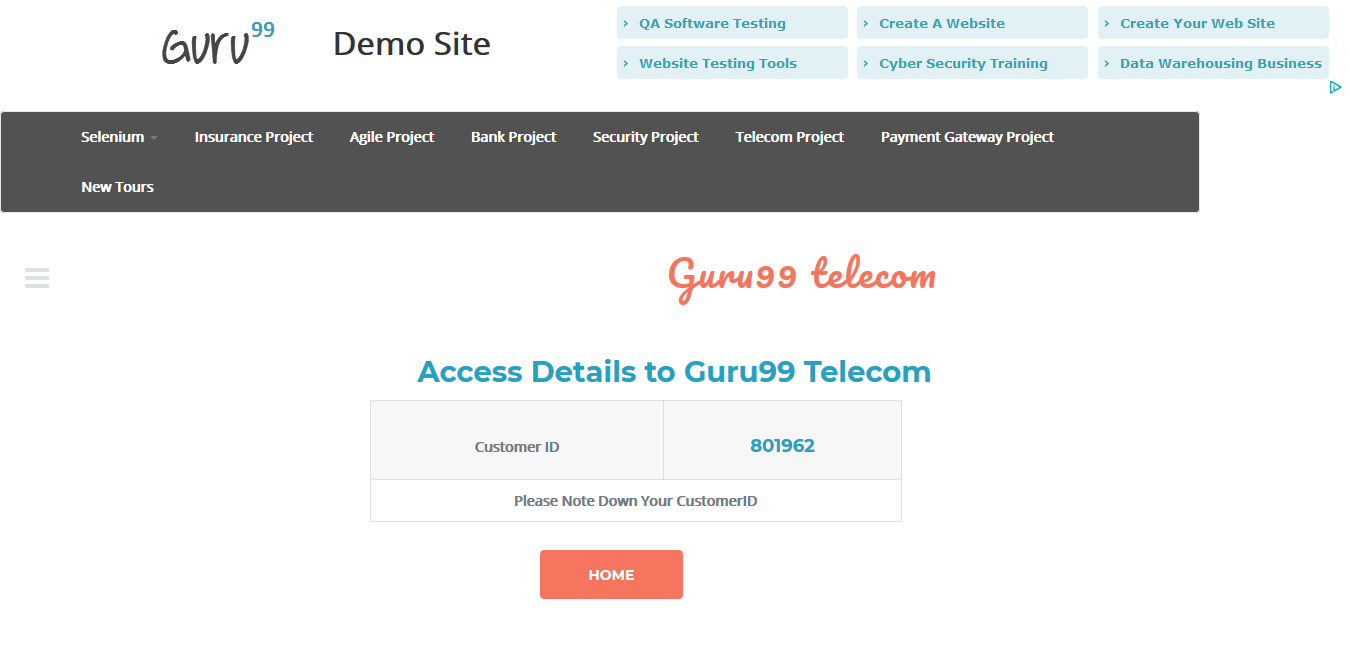 Guru99
Demo Site
› QA Software Testing
› Create A Website
› Create Your Web Site
› Website Testing Tools
› Cyber Security Training
› Data Warehousing Business
Selenium
Insurance Project
Agile Project
Bank Project
Security Project
Telecom Project
Payment Gateway Project
New Tours
Guru99 telecom
Access Details to Guru99 Telecom
Customer ID
801962
Please Note Down Your CustomerID
HOME